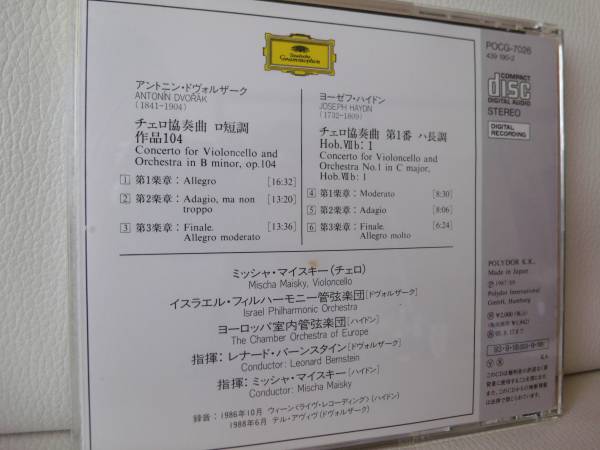 Deutsche
Grammophon
アントニン・ドヴォルザーク
ANTONÍN DVOŘÁK
(1841-1904)
チェロ協奏曲 ロ短調
作品104
Concerto for Violoncello and
Orchestra in B minor, op.104
1 第1楽章: Allegro [16:32]
2 第2楽章: Adagio, ma non
troppo [13:20]
3 第3楽章: Finale.
Allegro moderato [13:36]
ヨーゼフ・ハイドン
JOSEPH HAYDN
(1732-1809)
チェロ協奏曲 第1番 ハ長調
Hob.Ⅶb: 1
Concerto for Violoncello and
Orchestra No.1 in C major,
Hob.Ⅶb: 1
4 第1楽章: Moderato [8:30]
5 第2楽章: Adagio [8:06]
6 第3楽章: Finale.
Allegro molto [6:24]
ミッシャ・マイスキー(チェロ)
Mischa Maisky, Violoncello
イスラエル・フィルハーモニー管弦楽団[ドヴォルザーク]
Israel Philharmonic Orchestra
ヨーロッパ室内管弦楽団[ハイドン]
The Chamber Orchestra of Europe
指揮: レナード・バーンスタイン[ドヴォルザーク]
Conductor: Leonard Bernstein
指揮: ミッシャ・マイスキー[ハイドン]
Conductor: Mischa Maisky
録音: 1986年10月 ウィーン〈ライヴ・レコーディング〉(ハイドン)
1988年6月 テル・アヴィヴ(ドヴォルザーク)
POCG-7026
COMPACT
disc
DIGITAL AUDIO
STEREO
DIGITAL
RECORDING
POLYDOR K.K.,
Made in Japan
Polydor International
GmbH, Hamburg